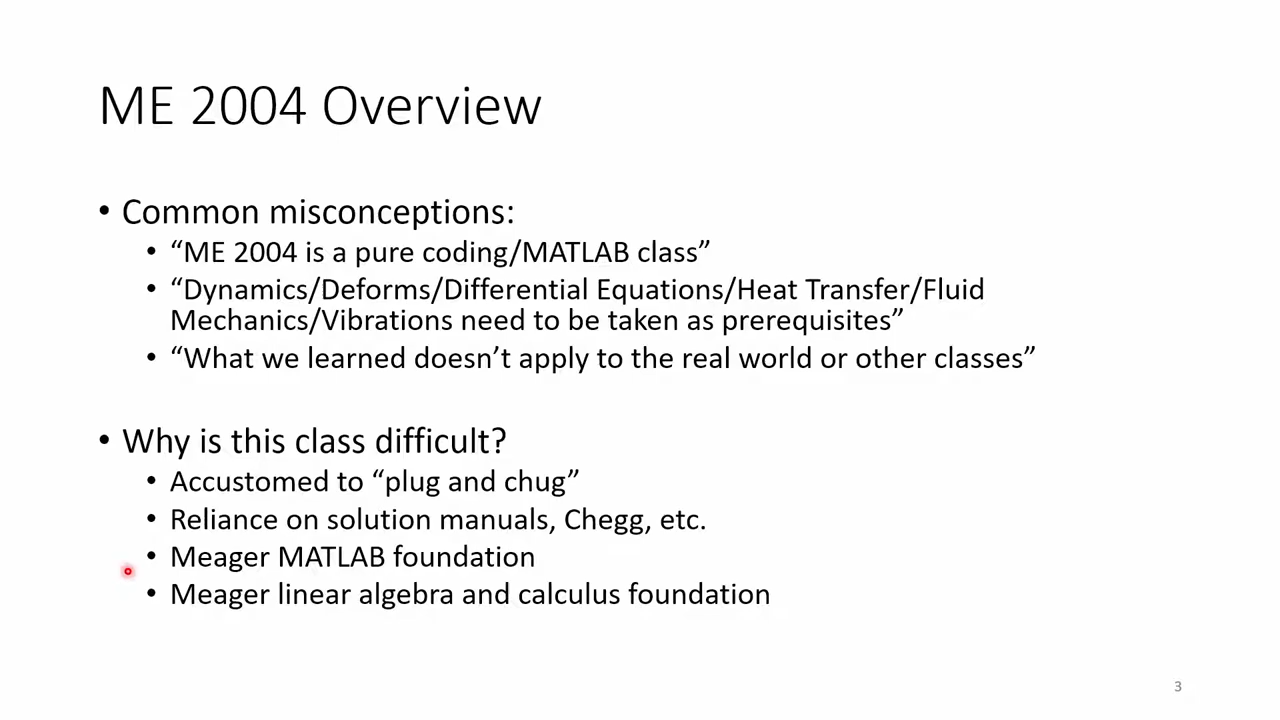 ME 2004 Overview
• Common misconceptions:
• “ME 2004 is a pure coding/MATLAB class”
• “Dynamics/Deforms/Differential Equations/Heat Transfer/Fluid
Mechanics/Vibrations need to be taken as prerequisites”
• “What we learned doesn’t apply to the real world or other classes”
• Why is this class difficult?
• Accustomed to “plug and chug”
• Reliance on solution manuals, Chegg, etc.
• Meager MATLAB foundation
• Meager linear algebra and calculus foundation
3